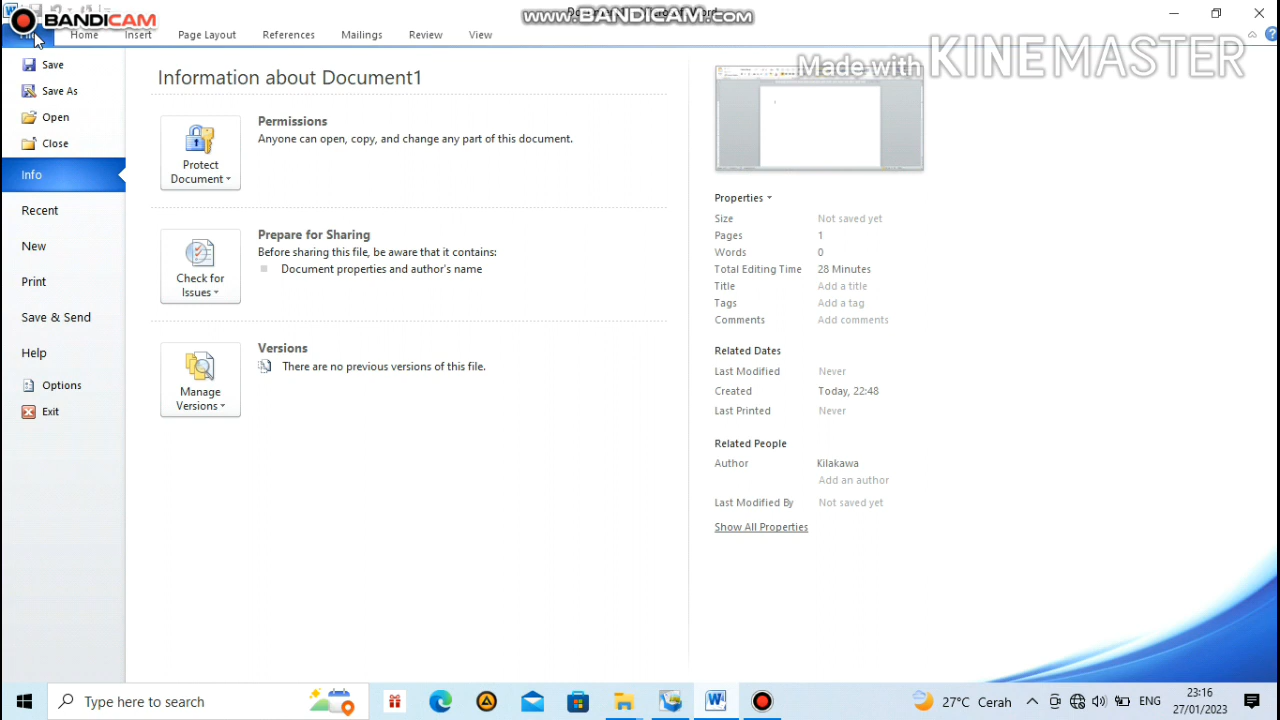 BANDICAM
www.BANDICAM.com
Home Insert Page Layout References Mailings Review View
Made with KINEMASTER
Save
Save As
Open
Close
Info
Recent
New
Print
Save & Send
Help
Options
Exit
Information about Document1
Permissions
Anyone can open, copy, and change any part of this document.
Protect
Document
Prepare for Sharing
Before sharing this file, be aware that it contains:
Document properties and author's name
Check for
Issues
Versions
There are no previous versions of this file.
Manage
Versions
Properties
Size Not saved yet
Pages 1
Words 0
Total Editing Time 28 Minutes
Title Add a title
Tags Add a tag
Comments Add comments
Related Dates
Last Modified Never
Created Today, 22:48
Last Printed Never
Related People
Author Kilakawa
Add an author
Last Modified By Not saved yet
Show All Properties
Type here to search
27°C Cerah
ENG
23:16
27/01/2023